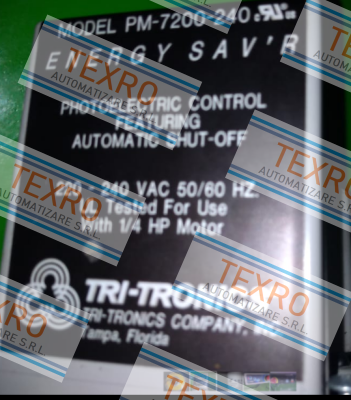 MODEL PM-7200-240
ENERGY SAV'R
PHOTOELECTRIC CONTROL
FEATURING
AUTOMATIC SHUT-OFF
220 - 240 VAC 50/60 HZ.
UL Tested For Use
With 1/4 HP Motor
TRI-TRONICS
TRI-TRONICS COMPANY,
Tampa, Florida
TEXRO
AUTOMATIZARE S.R.L.
TEXRO
AUTOMATIZARE S.R.L.
TEXRO
AUTOMATIZARE S.R.L.
TEXRO
AUTOMATIZARE S.R.L.
TEXRO
AUTOMATIZARE S.R.L.